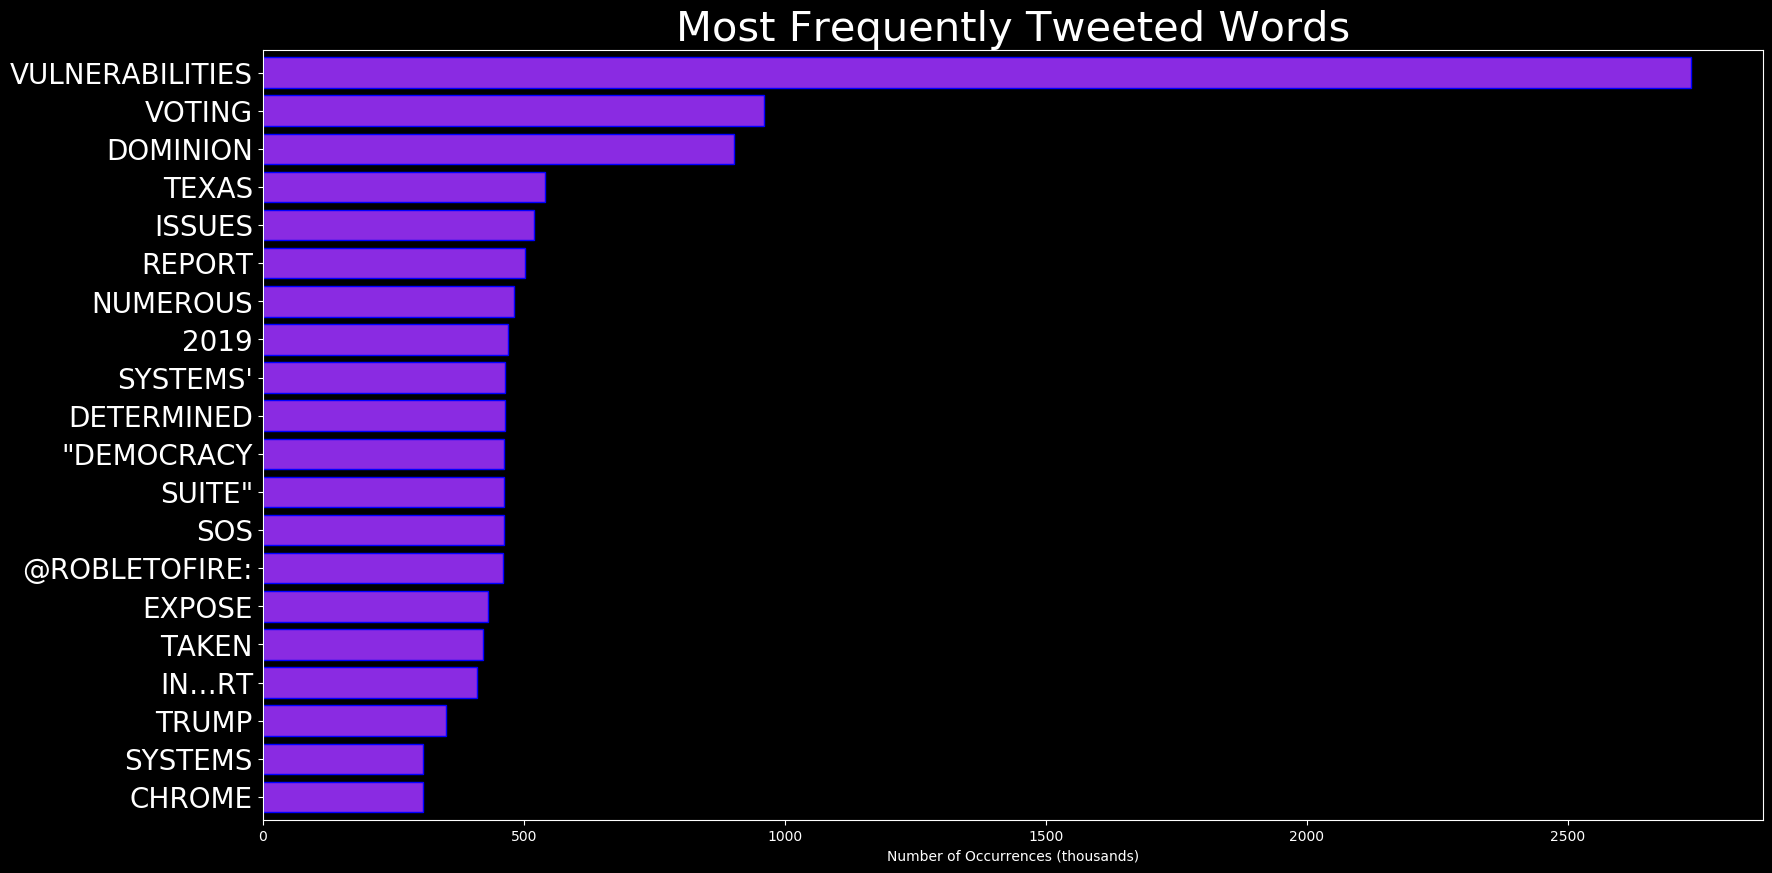 Most Frequently Tweeted Words
VULNERABILITIES
VOTING
DOMINION
TEXAS
ISSUES
REPORT
NUMEROUS
2019
SYSTEMS'
DETERMINED
"DEMOCRACY
SUITE"
SOS
@ROBLETOFIRE:
EXPOSE
TAKEN
IN…RT
TRUMP
SYSTEMS
CHROME
0 500 1000 1500 2000 2500
Number of Occurrences (thousands)